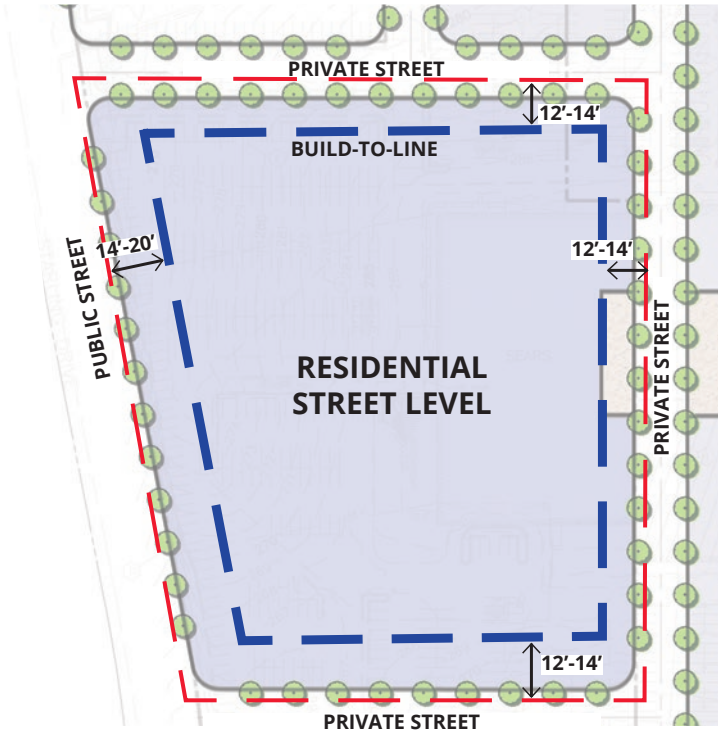 PRIVATE STREET
12'-14'
BUILD-TO-LINE
14'-20'
12'-14'
PUBLIC STREET
PRIVATE STREET
RESIDENTIAL
STREET LEVEL
12'-14'
PRIVATE STREET